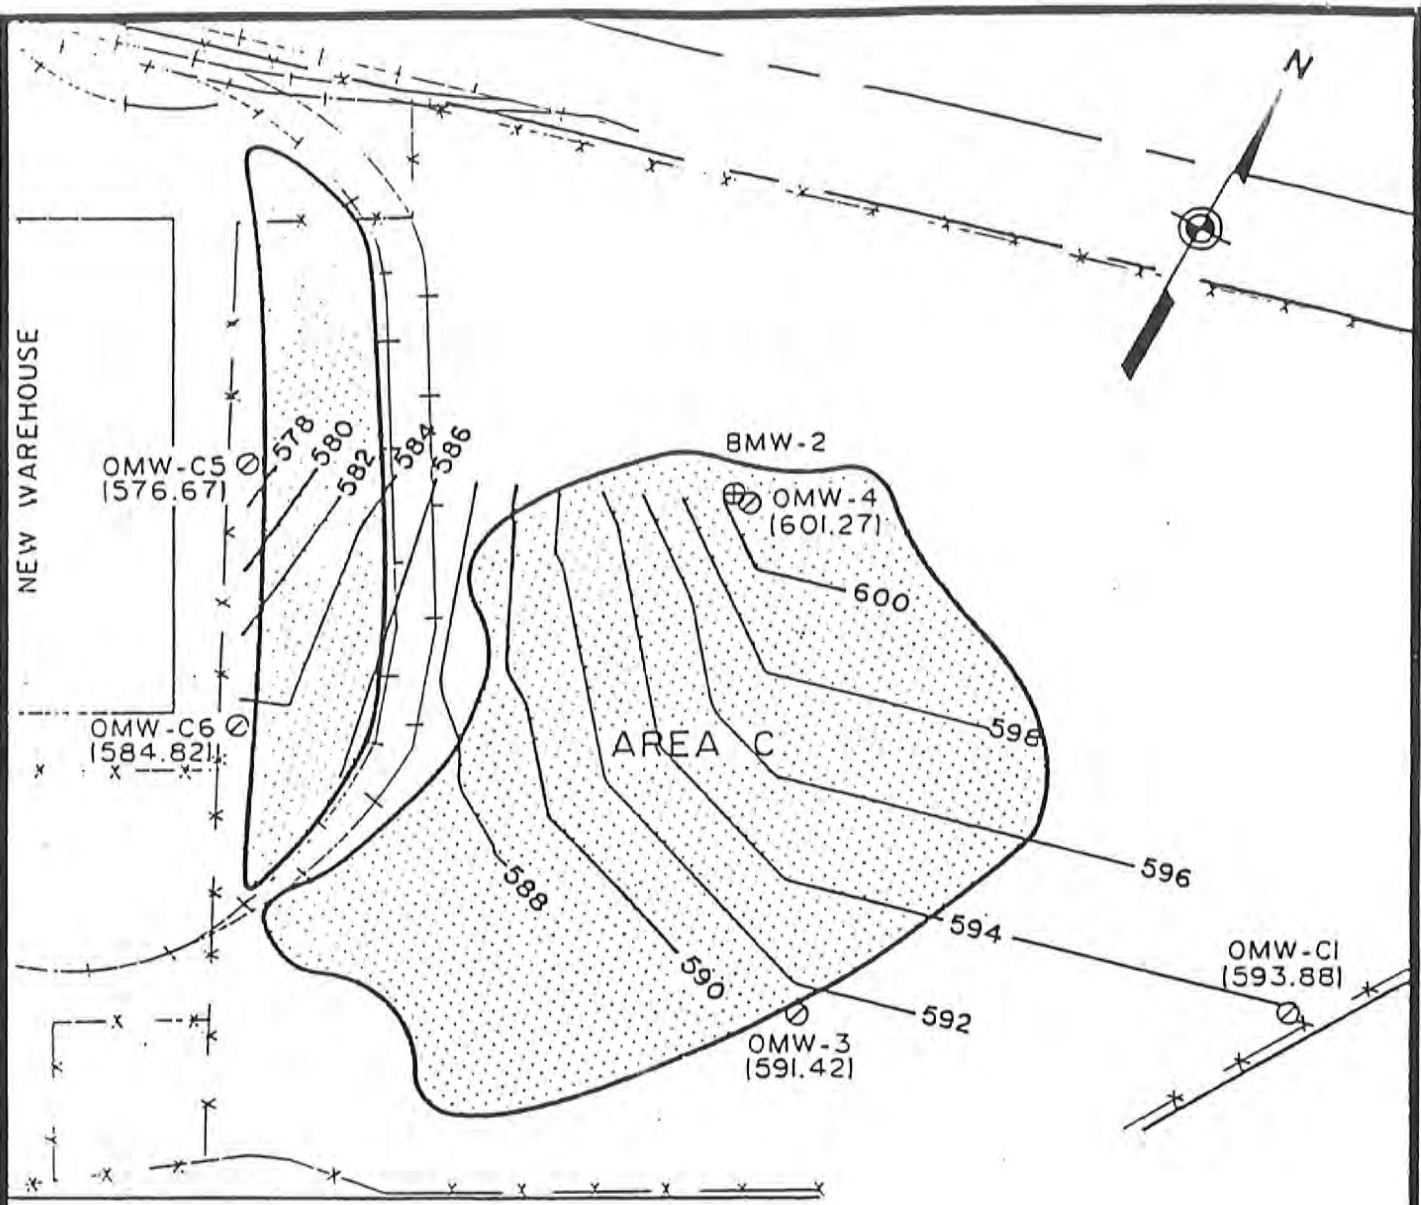 N
NEW WAREHOUSE
578
580
582
584
586
BMW-2
OMW-C5
(576.67)
OMW-4
(601.27)
600
OMW-C6
(584.82)
598
AREA C
596
588
594
OMW-C1
(593.88)
590
592
OMW-3
(591.42)